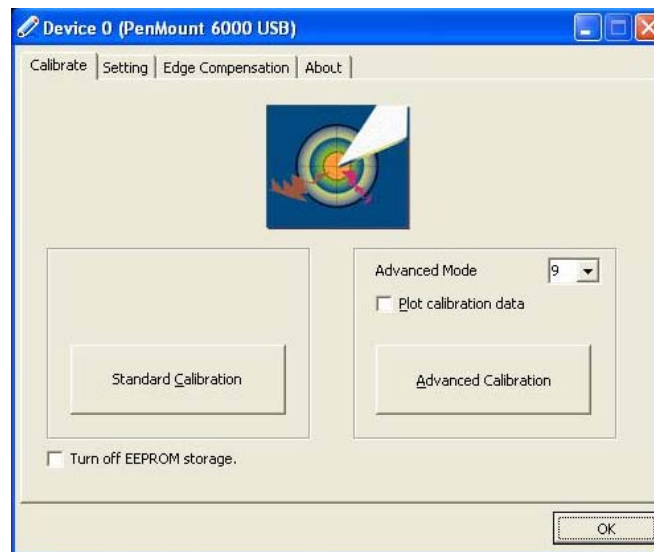 Device 0 (PenMount 6000 USB)
Calibrate
Setting
Edge Compensation
About
Advanced Mode
9
Plot calibration data
Standard Calibration
Advanced Calibration
Turn off EEPROM storage.
OK